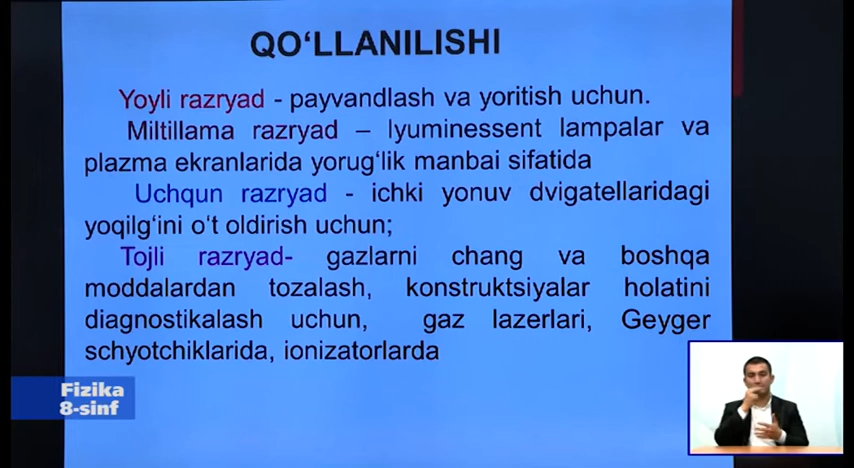 QO‘LLANILISHI
Yoyli razryad - payvandlash va yoritish uchun.
Miltillama razryad – lyuminessent lampalar va
plazma ekranlarida yorug‘lik manbai sifatida
Uchqun razryad - ichki yonuv dvigatellaridagi
yoqilg‘ini o‘t oldirish uchun;
Tojli razryad- gazlarni chang va boshqa
moddalardan tozalash, konstruktsiyalar holatini
diagnostikalash uchun, gaz lazerlari, Geyger
schyotchiklarida, ionizatorlarda
Fizika
8-sinf